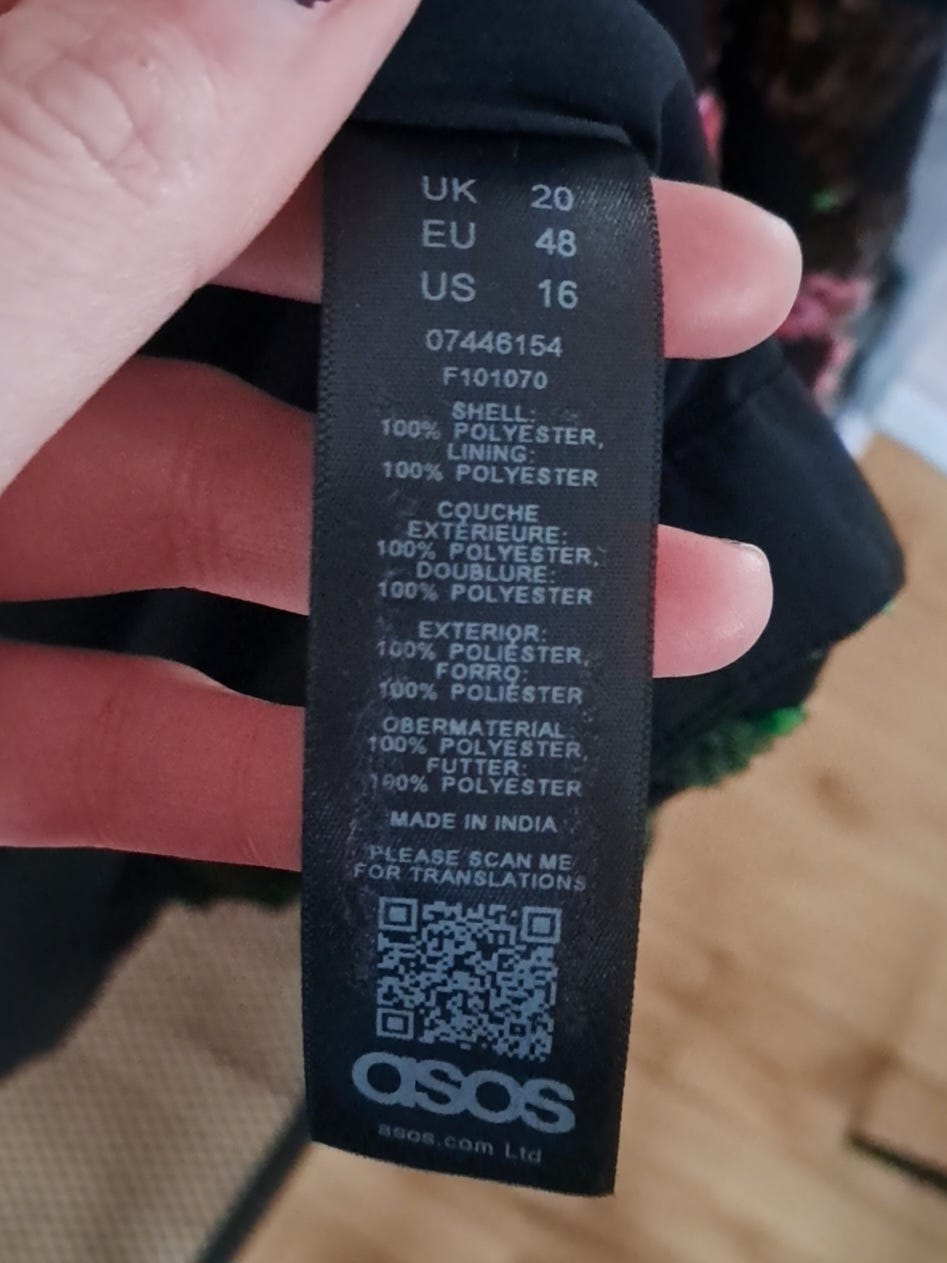 UK 20
EU 48
US 16
07446154
F101070
SHELL:
100% POLYESTER,
LINING:
100% POLYESTER
COUCHE
EXTÉRIEURE:
100% POLYESTER,
DOUBLURE:
100% POLYESTER
EXTERIOR:
100% POLIÉSTER,
FORRO:
100% POLIÉSTER
OBERMATERIAL
100% POLYESTER,
FUTTER:
100% POLYESTER
MADE IN INDIA
PLEASE SCAN ME
FOR TRANSLATIONS
asos
asos.com Ltd